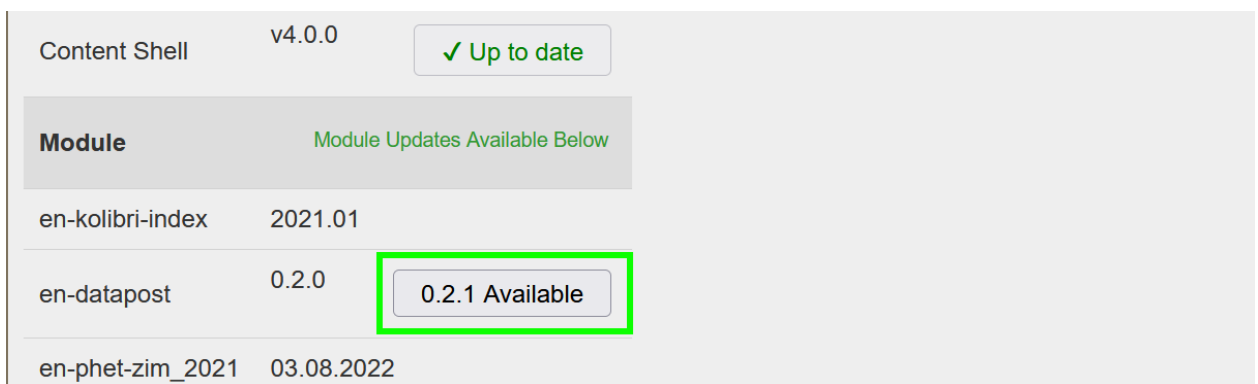 Content Shell v4.0.0 ✓ Up to date
Module Module Updates Available Below
en-kolibri-index 2021.01
en-datapost 0.2.0 0.2.1 Available
en-phet-zim_2021 03.08.2022